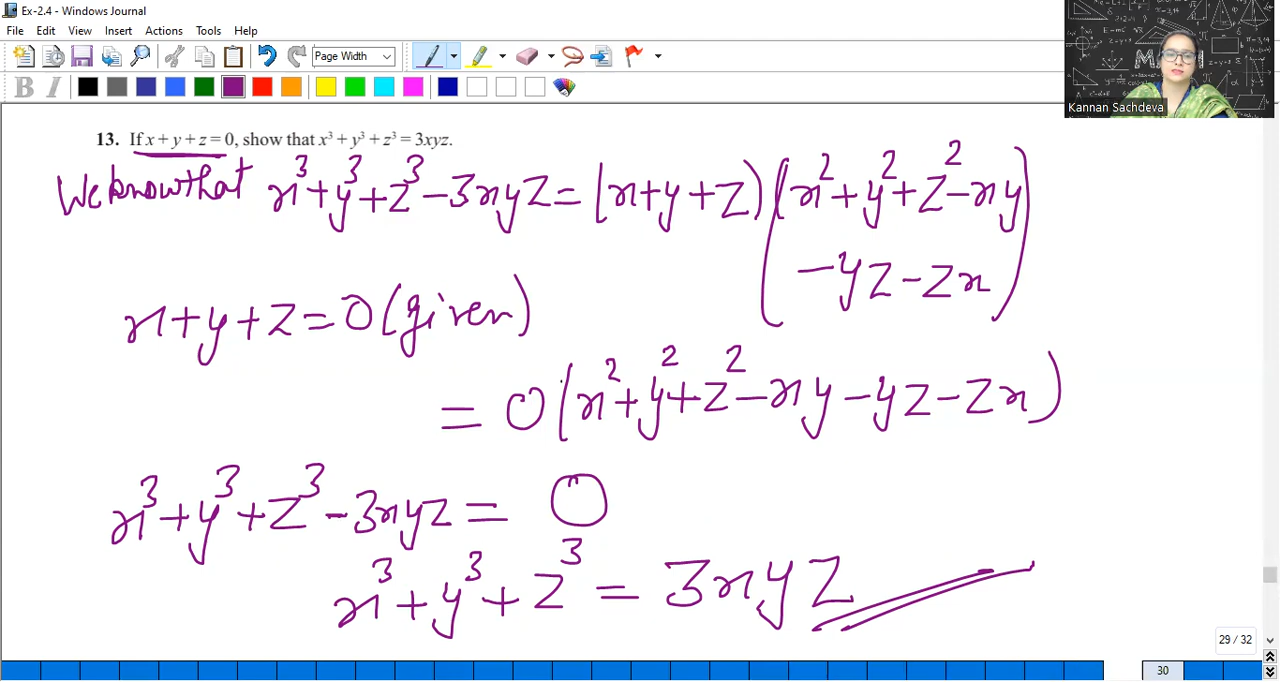 Ex-2.4 - Windows Journal
File Edit View Insert Actions Tools Help
Page Width
B I
Kannan Sachdeva
13. If x + y + z = 0, show that x³ + y³ + z³ = 3xyz.
We know that x³+y³+z³-3xyz=(x+y+z)(x²+y²+z²-xy
-yz-zx)
x+y+z=0(given)
= 0(x²+y²+z²-xy-yz-zx)
x³+y³+z³-3xyz= 0
x³+y³+z³ = 3xyz
29 / 32
30